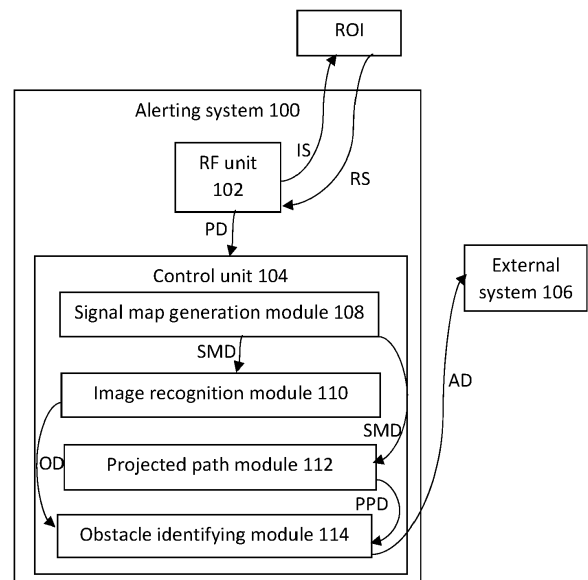 ROI
Alerting system 100
IS
RF unit
102
RS
PD
Control unit 104
External
system 106
Signal map generation module 108
SMD
Image recognition module 110
AD
SMD
OD
Projected path module 112
PPD
Obstacle identifying module 114